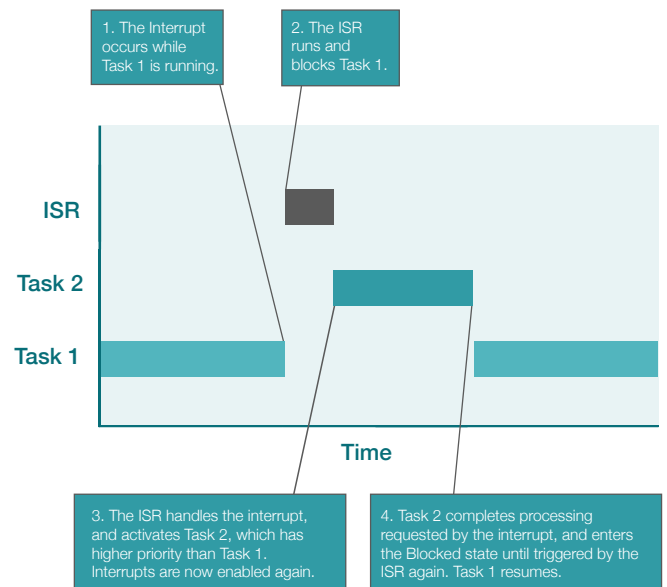 1. The Interrupt
occurs while
Task 1 is running.
2. The ISR
runs and
blocks Task 1.
ISR
Task 2
Task 1
Time
3. The ISR handles the interrupt,
and activates Task 2, which has
higher priority than Task 1.
Interrupts are now enabled again.
4. Task 2 completes processing
requested by the interrupt, and enters
the Blocked state until triggered by the
ISR again. Task 1 resumes.